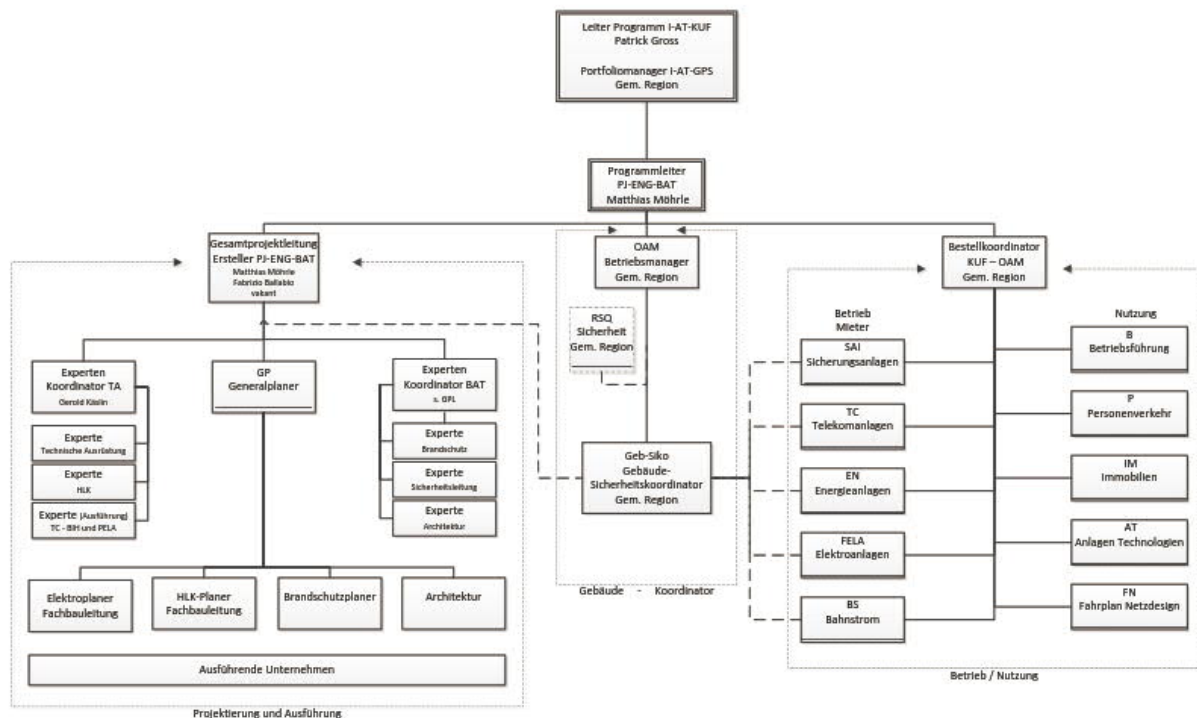 Leiter Programm I-AT-KUF
Patrick Gross
Portfoliomanager I-AT-GPS
Gem. Region
Programmleiter
PJ-ENG-BAT
Matthias Möhrle
Gesamtprojektleitung
Ersteller PJ-ENG-BAT
Matthias Möhrle
Fabrizio Ballabio
vakant
OAM
Betriebsmanager
Gem. Region
Bestellkoordinator
KUF – OAM
Gem. Region
RSQ
Sicherheit
Gem. Region
Experten
Koordinator TA
Gerold Käslin
GP
Generalplaner
Experten
Koordinator BAT
s. GPL
Experte
Technische Ausrüstung
Experte
HLK
Experte (Ausführung)
TC - BIH und PELA
Experte
Brandschutz
Experte
Sicherheitsleitung
Experte
Architektur
Geb-Siko
Gebäude-
Sicherheitskoordinator
Gem. Region
Betrieb
Mieter
SAI
Sicherungsanlagen
TC
Telekomanlagen
EN
Energieanlagen
FELA
Elektroanlagen
BS
Bahnstrom
Nutzung
B
Betriebsführung
P
Personenverkehr
IM
Immobilien
AT
Anlagen Technologien
FN
Fahrplan Netzdesign
Elektroplaner
Fachbauleitung
HLK-Planer
Fachbauleitung
Brandschutzplaner
Architektur
Ausführende Unternehmen
Gebäude - Koordinator
Betrieb / Nutzung
Projektierung und Ausführung